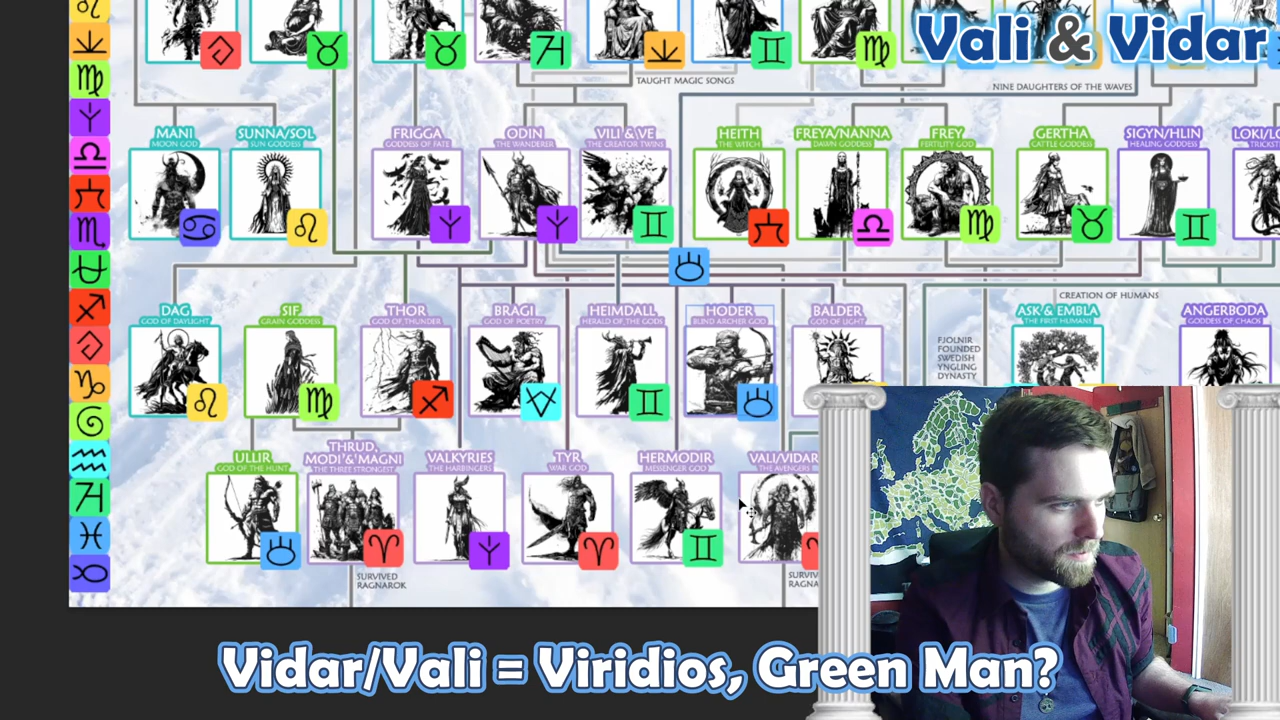 Vali & Vidar
TAUGHT MAGIC SONGS
NINE DAUGHTERS OF THE WAVES
MANI
MOON GOD
SUNNA/SOL
SUN GODDESS
FRIGGA
GODDESS OF FATE
ODIN
THE WANDERER
VILI & VE
THE CREATOR TWINS
HEITH
THE WITCH
FREYA/NANNA
DAWN GODDESS
FREY
FERTILITY GOD
GERTHA
CATTLE GODDESS
SIGYN/HLIN
HEALING GODDESS
CREATION OF HUMANS
DAG
GOD OF DAYLIGHT
SIF
GRAIN GODDESS
THOR
GOD OF THUNDER
BRAGI
GOD OF POETRY
HEIMDALL
HERALD OF THE GODS
HODER
BLIND ARCHER GOD
BALDER
GOD OF LIGHT
FJOLNIR
FOUNDED
SWEDISH
YNGLING
DYNASTY
ASK & EMBLA
THE FIRST HUMANS
ANGERBODA
GODDESS OF CHAOS
ULLIR
GOD OF THE HUNT
THRUD,
MODI & MAGNI
THE THREE STRONGEST
VALKYRIES
THE HARBINGERS
TYR
WAR GOD
HERMODIR
MESSENGER GOD
VALI/VIDAR
THE AVENGERS
SURVIVED
RAGNAROK
Vidar/Vali = Viridios, Green Man?